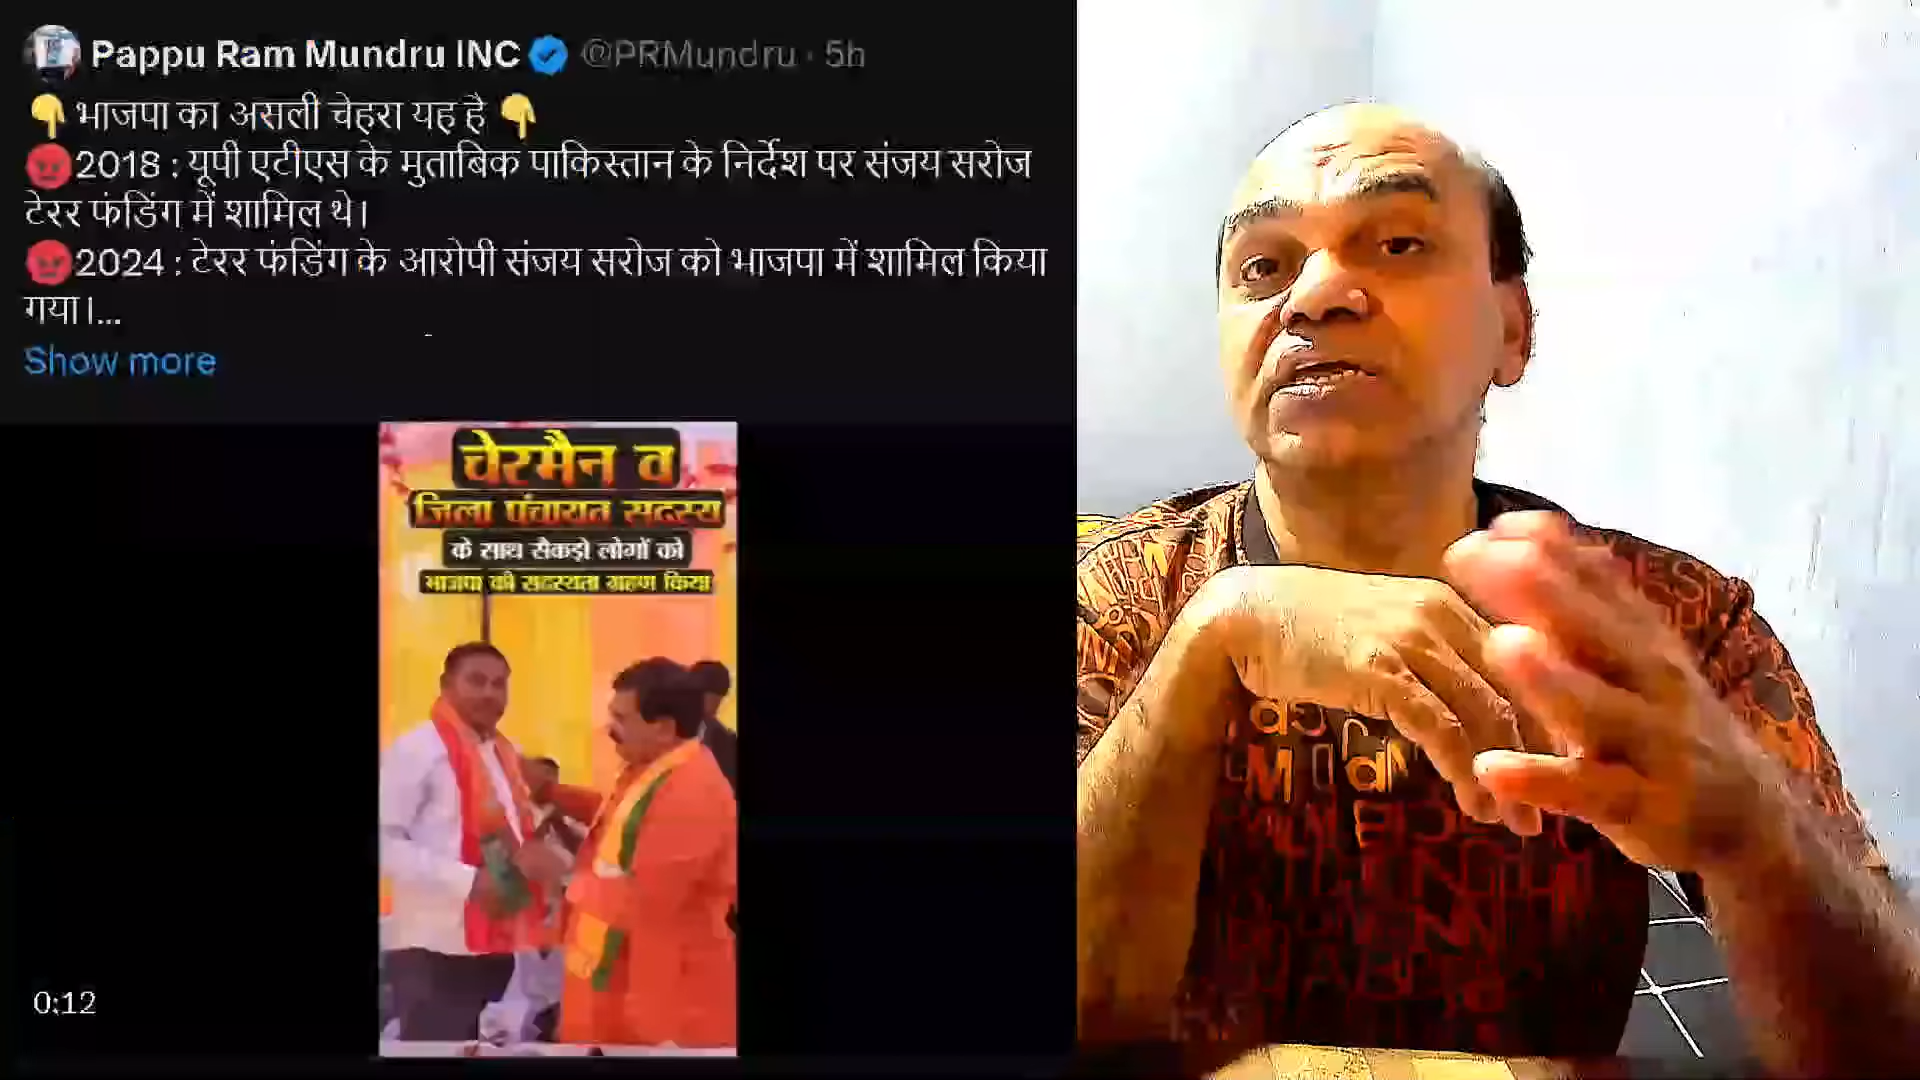 Pappu Ram Mundru INC @PRMundru · 5h
👇भाजपा का असली चेहरा यह है 👇
😡2018 : यूपी एटीएस के मुताबिक पाकिस्तान के निर्देश पर संजय सरोज
टेरर फंडिंग में शामिल थे।
😡2024 : टेरर फंडिंग के आरोपी संजय सरोज को भाजपा में शामिल किया
गया।...
Show more
चेरमैन व
जिला पंचायत सदस्य
के साथ सैकड़ो लोगों को
भाजपा की सदस्यता ग्रहण किया
0:12